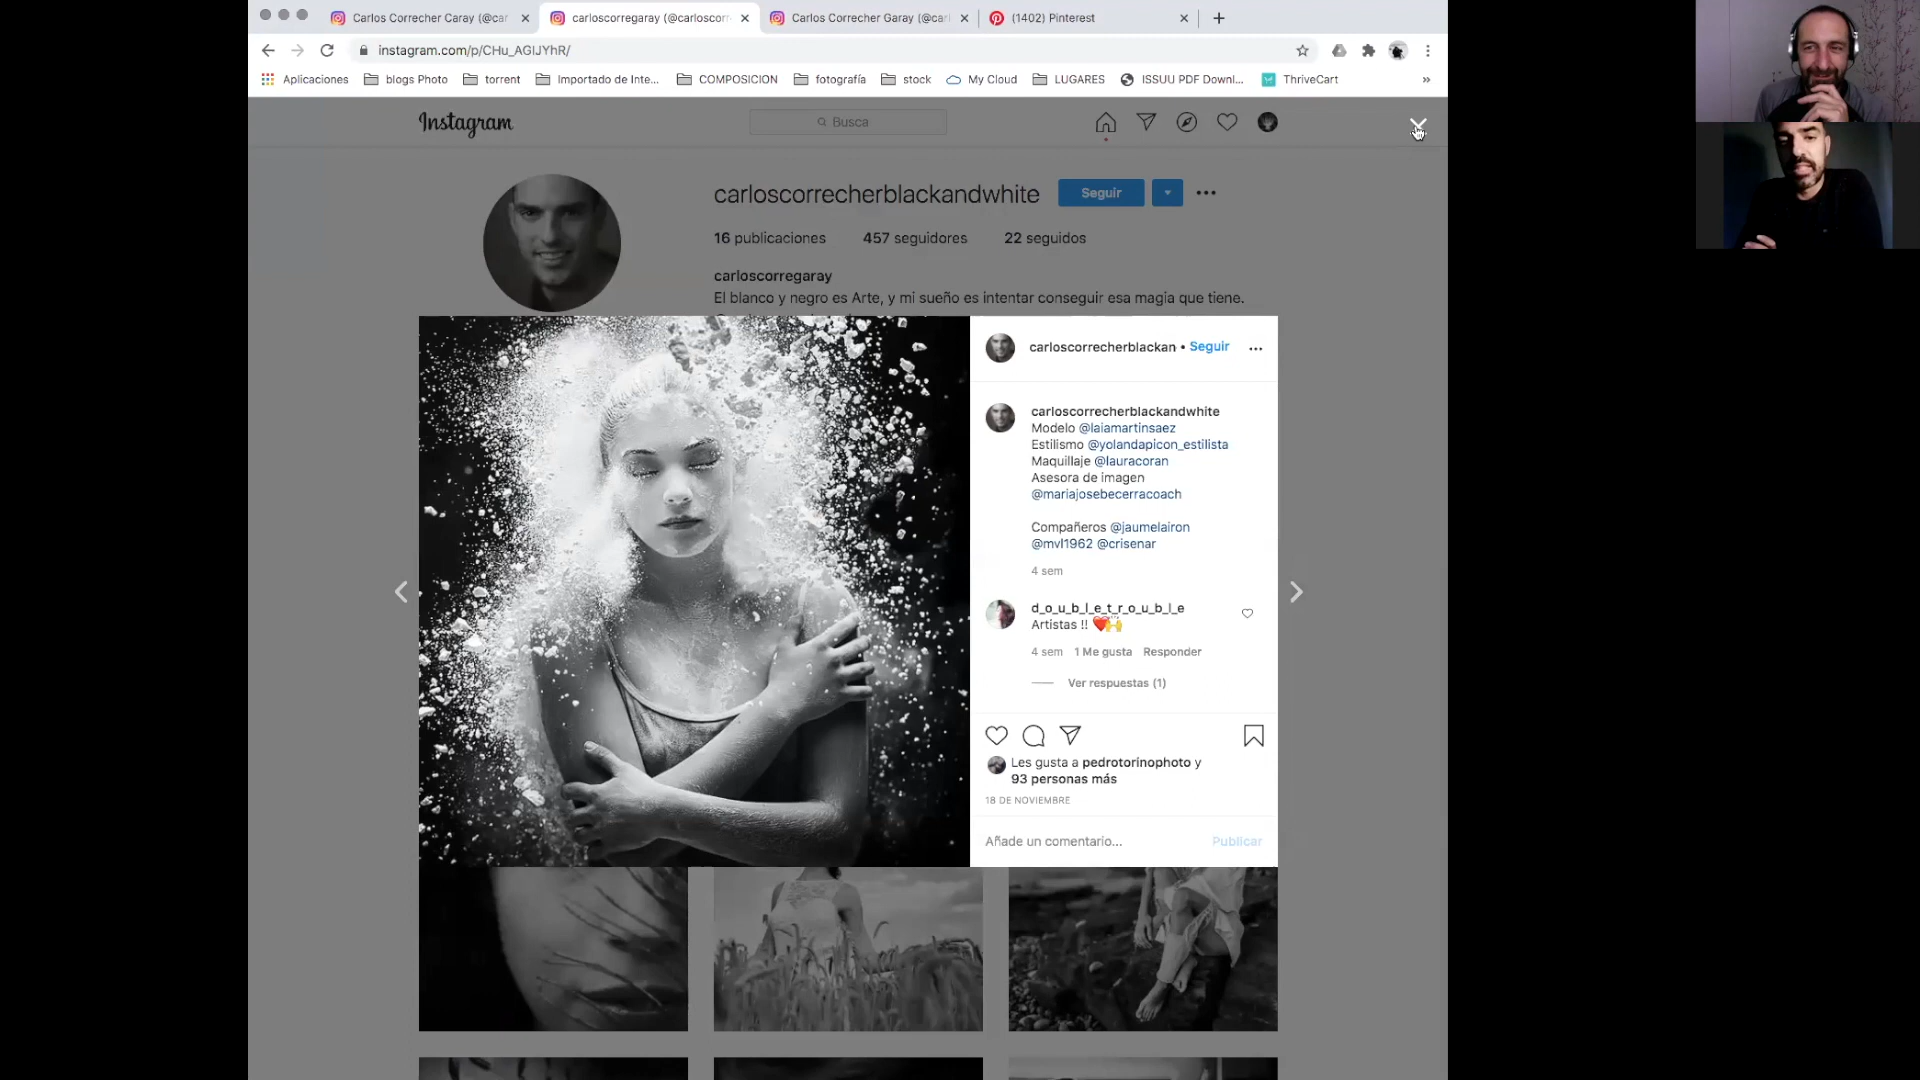 Carlos Correcher Caray (@car
carloscorregaray (@carloscorr
Carlos Correcher Garay (@car
(1402) Pinterest
instagram.com/p/CHu_AGIJYhR/
Aplicaciones
blogs Photo
torrent
Importado de Inte...
COMPOSICION
fotografía
stock
My Cloud
LUGARES
ISSUU PDF Downl...
ThriveCart
Instagram
Busca
carloscorrecherblackandwhite
Seguir
16 publicaciones
457 seguidores
22 seguidos
carloscorregaray
El blanco y negro es Arte, y mi sueño es intentar conseguir esa magia que tiene.
carloscorrecherblackan • Seguir
carloscorrecherblackandwhite
Modelo @laiamartinsaez
Estilismo @yolandapicon_estilista
Maquillaje @lauracoran
Asesora de imagen
@mariajosebecerracoach
Compañeros @jaumelairon
@mvl1962 @crisenar
4 sem
d_o_u_b_l_e_t_r_o_u_b_l_e
Artistas !! ❤️🙌
4 sem 1 Me gusta Responder
Ver respuestas (1)
Les gusta a pedrotorinophoto y
93 personas más
18 DE NOVIEMBRE
Añade un comentario...
Publicar